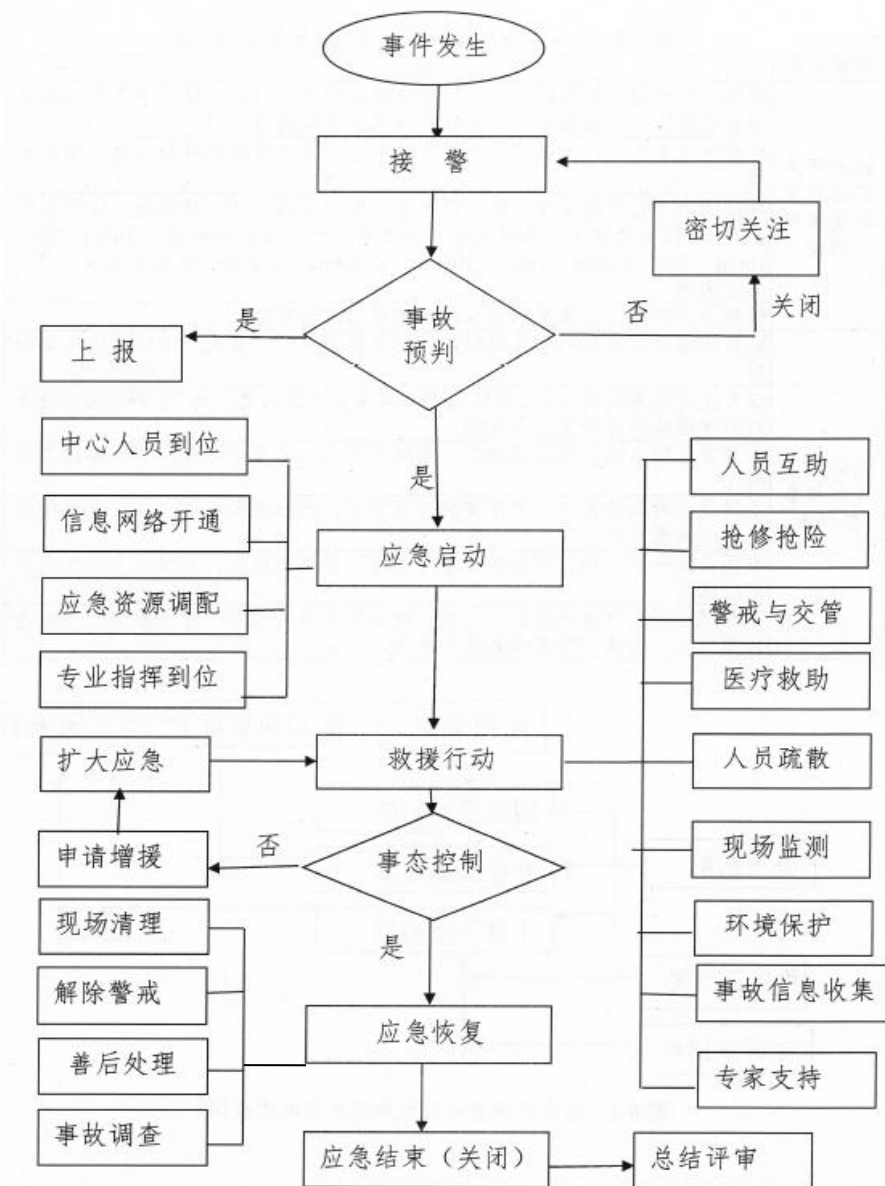 事件发生
接 警
密切关注
事故
预判
是
否
关闭
上 报
中心人员到位
信息网络开通
应急资源调配
专业指挥到位
是
应急启动
人员互助
抢修抢险
警戒与交管
医疗救助
扩大应急
救援行动
人员疏散
申请增援
否
事态控制
现场监测
现场清理
是
环境保护
解除警戒
事故信息收集
应急恢复
善后处理
专家支持
事故调查
应急结束（关闭）
总结评审